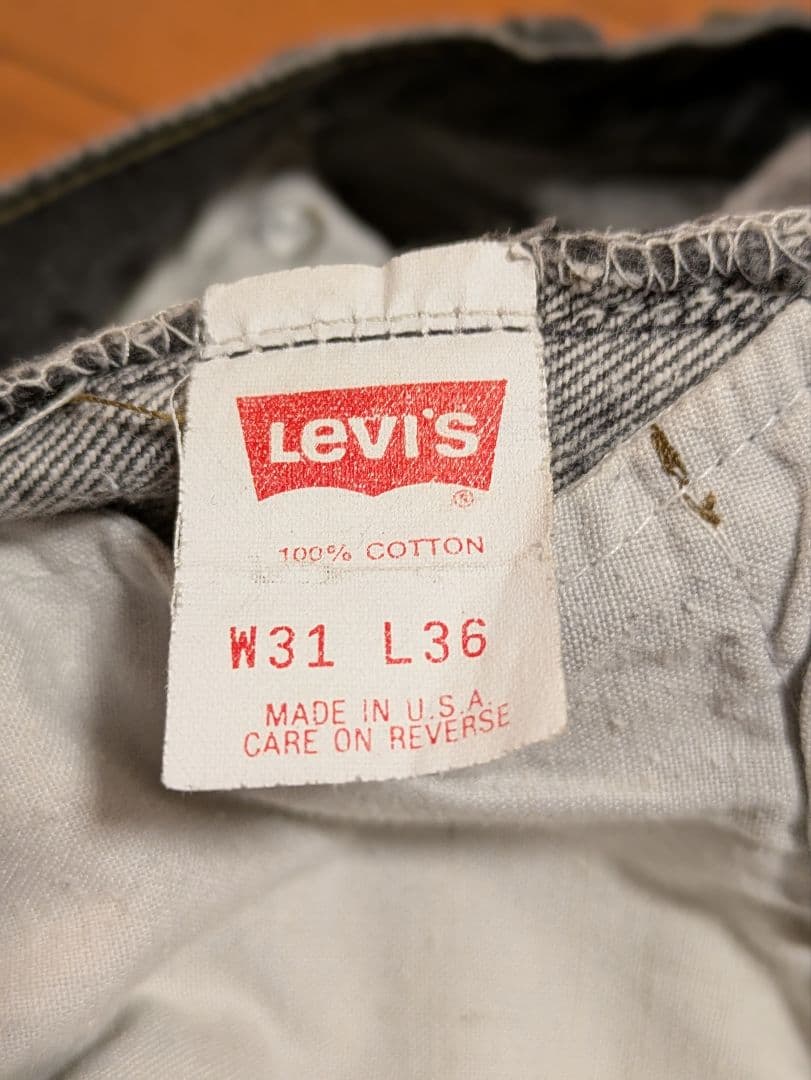 Levi's
®
100% COTTON
W31 L36
MADE IN U.S.A.
CARE ON REVERSE